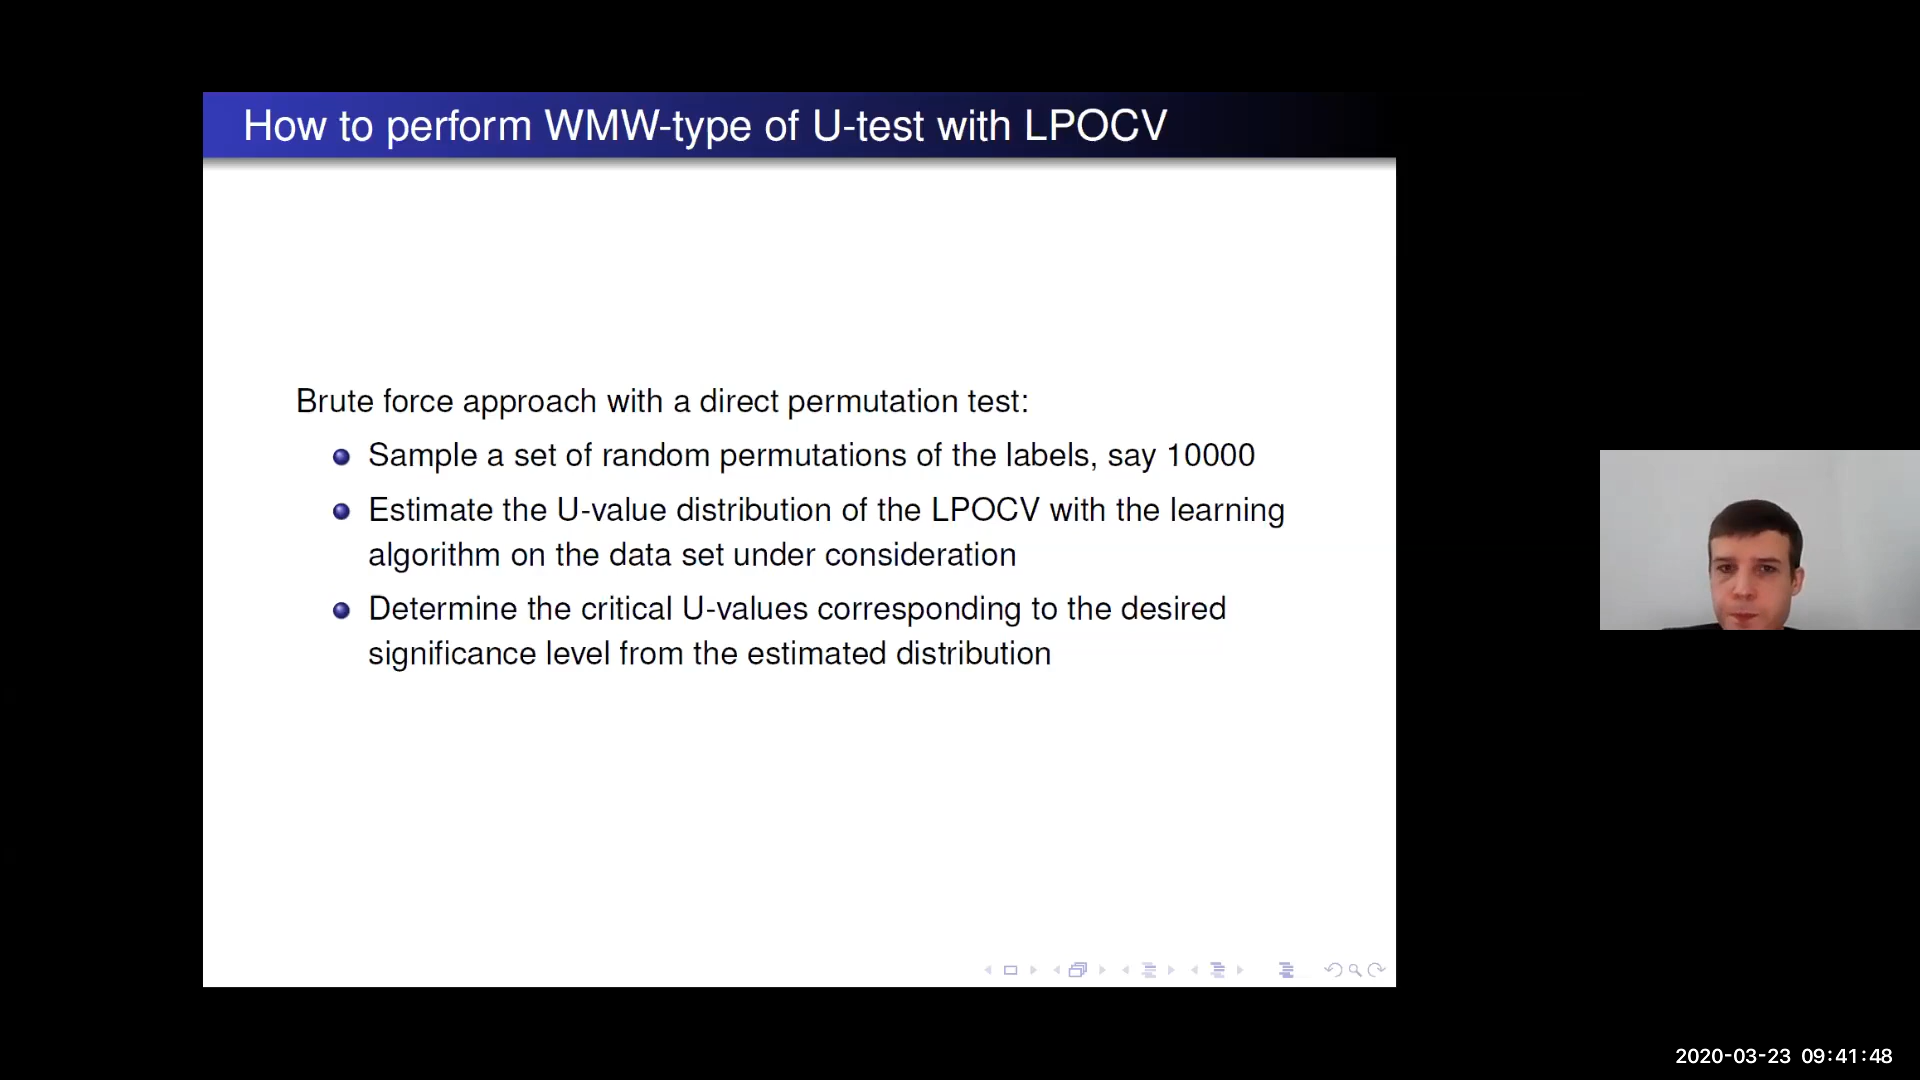 How to perform WMW-type of U-test with LPOCV
Brute force approach with a direct permutation test:
Sample a set of random permutations of the labels, say 10000
Estimate the U-value distribution of the LPOCV with the learning
algorithm on the data set under consideration
Determine the critical U-values corresponding to the desired
significance level from the estimated distribution
2020-03-23 09:41:48